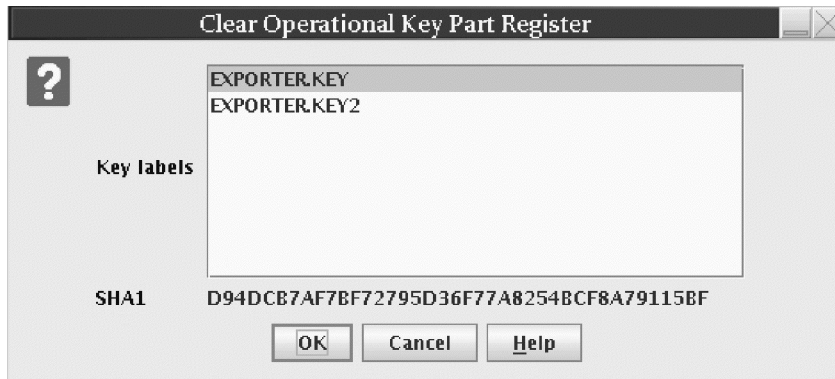 Clear Operational Key Part Register
?
EXPORTER.KEY
EXPORTER.KEY2
Key labels
SHA1 D94DCB7AF7BF72795D36F77A8254BCF8A79115BF
OK Cancel Help